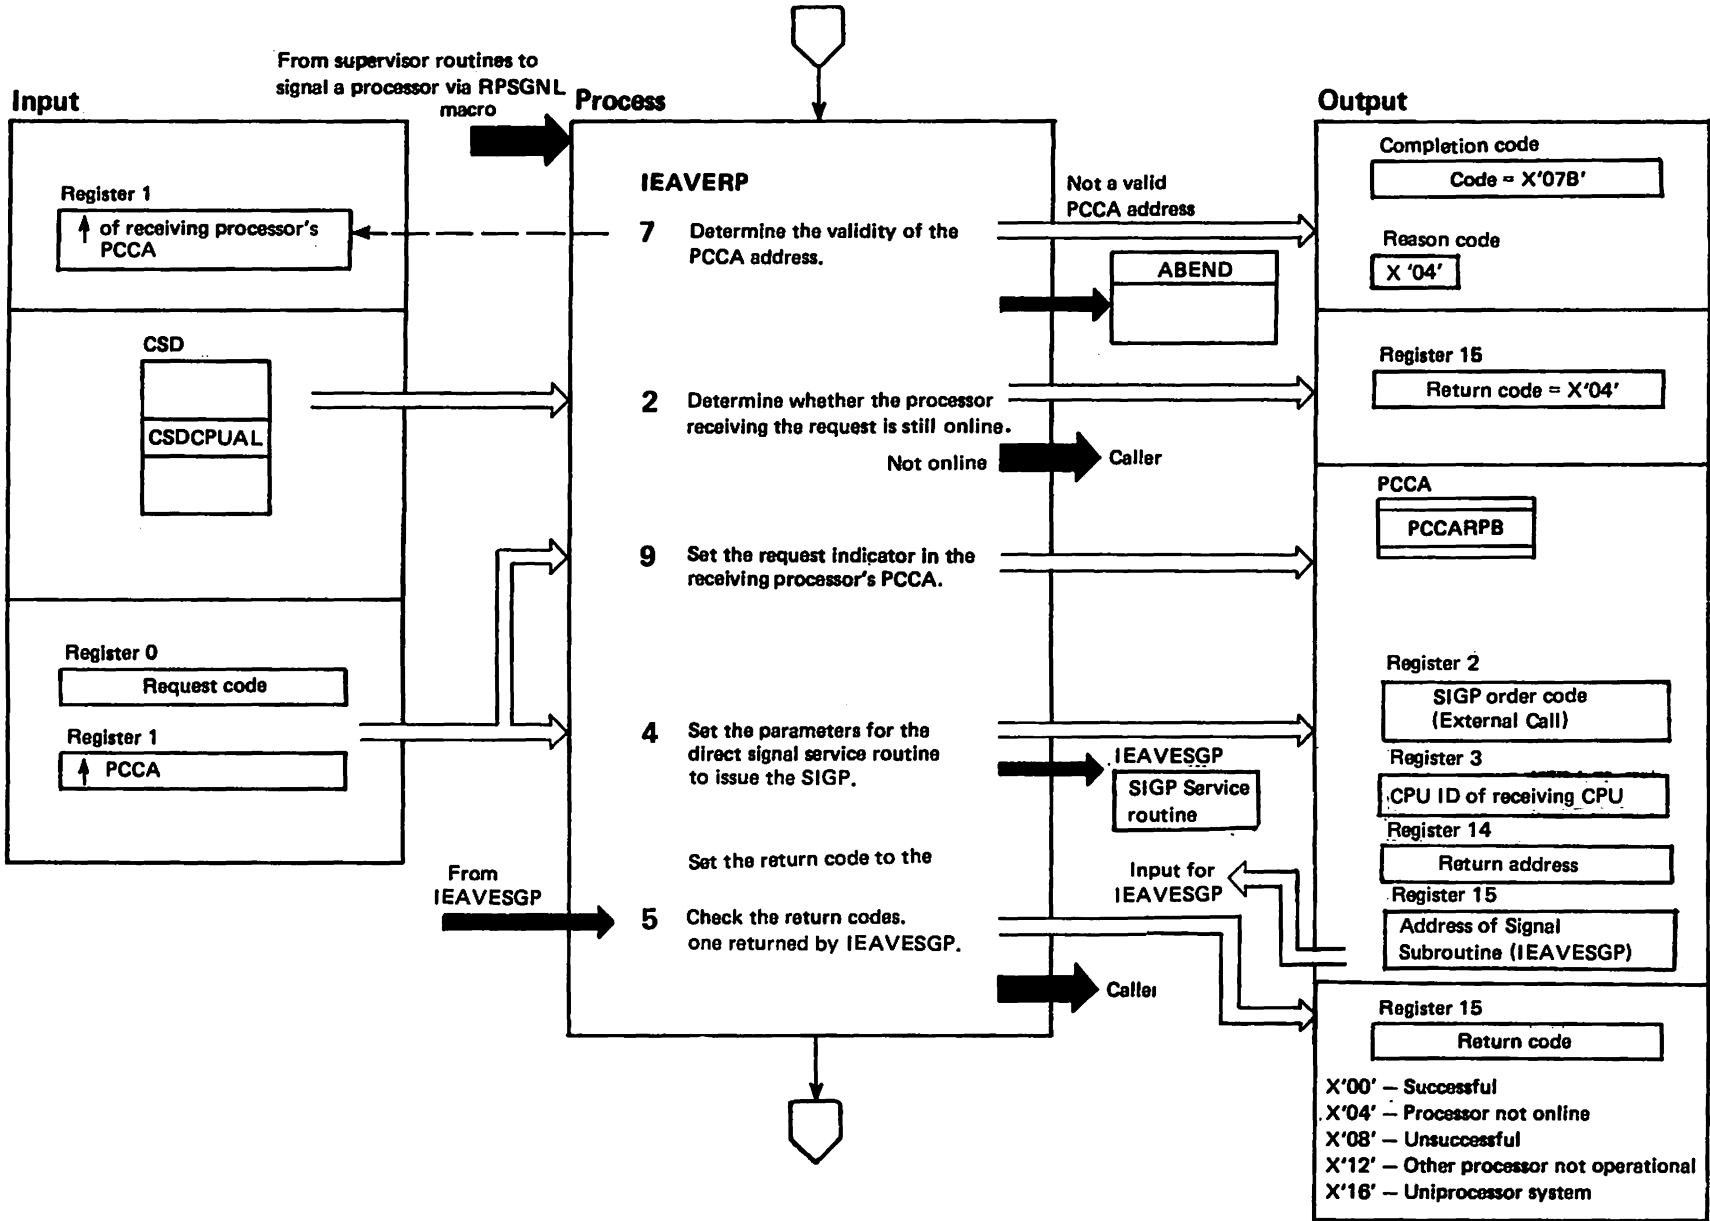 From supervisor routines to
signal a processor via RPSGNL
macro
Input
Process
Output
Register 1
↑ of receiving processor's
PCCA
CSD
CSDCPUAL
Register 0
Request code
Register 1
↑ PCCA
From
IEAVESGP
IEAVERP
7 Determine the validity of the
PCCA address.
2 Determine whether the processor
receiving the request is still online.
Not online
9 Set the request indicator in the
receiving processor's PCCA.
4 Set the parameters for the
direct signal service routine
to issue the SIGP.
Set the return code to the
5 Check the return codes.
one returned by IEAVESGP.
Not a valid
PCCA address
ABEND
Caller
IEAVESGP
SIGP Service
routine
Input for
IEAVESGP
Caller
Completion code
Code = X'07B'
Reason code
X '04'
Register 15
Return code = X'04'
PCCA
PCCARPB
Register 2
SIGP order code
(External Call)
Register 3
CPU ID of receiving CPU
Register 14
Return address
Register 15
Address of Signal
Subroutine (IEAVESGP)
Register 15
Return code
X'00' – Successful
X'04' – Processor not online
X'08' – Unsuccessful
X'12' – Other processor not operational
X'16' – Uniprocessor system